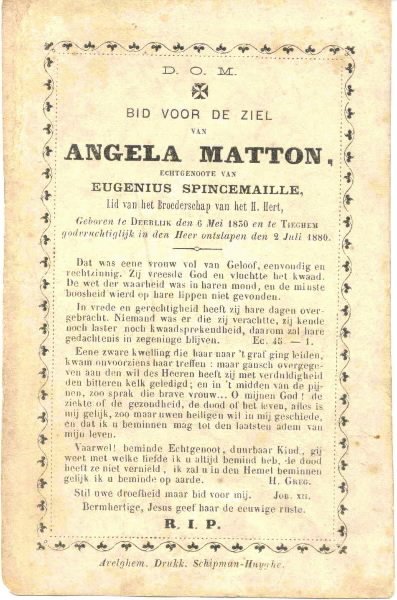 D. O. M.
BID VOOR DE ZIEL
VAN
ANGELA MATTON,
ECHTGENOOTE VAN
EUGENIUS SPINCEMAILLE,
Lid van het Broederschap van het H. Hert,
Geboren te DEERLIJK den 6 Mei 1830 en te TIEGHEM
godvruchtiglijk in den Heer ontslapen den 2 Juli 1880.
Dat was eene vrouw vol van Geloof, eenvoudig en
rechtzinnig. Zij vreesde God en vluchtte het kwaad.
De wet der waarheid was in haren mond, en de minste
boosheid wierd op hare lippen niet gevonden.
In vrede en gerechtigheid heeft zij hare dagen over-
gebracht. Niemand was er die zij verachtte, zij kende
noch laster noch kwaadsprekendheid, daarom zal hare
gedachtenis in zegeninge blijven. Ec. 45 — 1.
Eene zware kwelling die haar naar 't graf ging leiden,
kwam onvoorziens haar treffen : maar gansch overgege-
ven aan den wil des Heeren heeft zij met verduldigheid
den bitteren kelk geledigd; en in 't midden van de pij-
nen, zoo sprak die brave vrouw... O mijnen God ! de
ziekte of de gezondheid, de dood of het leven, alles is
mij gelijk, zoo maar uwen heiligen wil in mij geschiede,
en dat ik u beminnen mag tot den laatsten adem van
mijn leven.
Vaarwel! beminde Echtgenoot, duurbaar Kind, gij
weet met welke liefde ik u altijd bemind heb, de dood
heeft ze niet vernield, ik zal u in den Hemel beminnen
gelijk ik u beminde op aarde. H. GREG.
Stil uwe droefheid maar bid voor mij. JOB. XII.
Bermhertige, Jesus geef haar de eeuwige ruste.
R. I. P.
Avelghem. Drukk. Schipman-Huyghe.